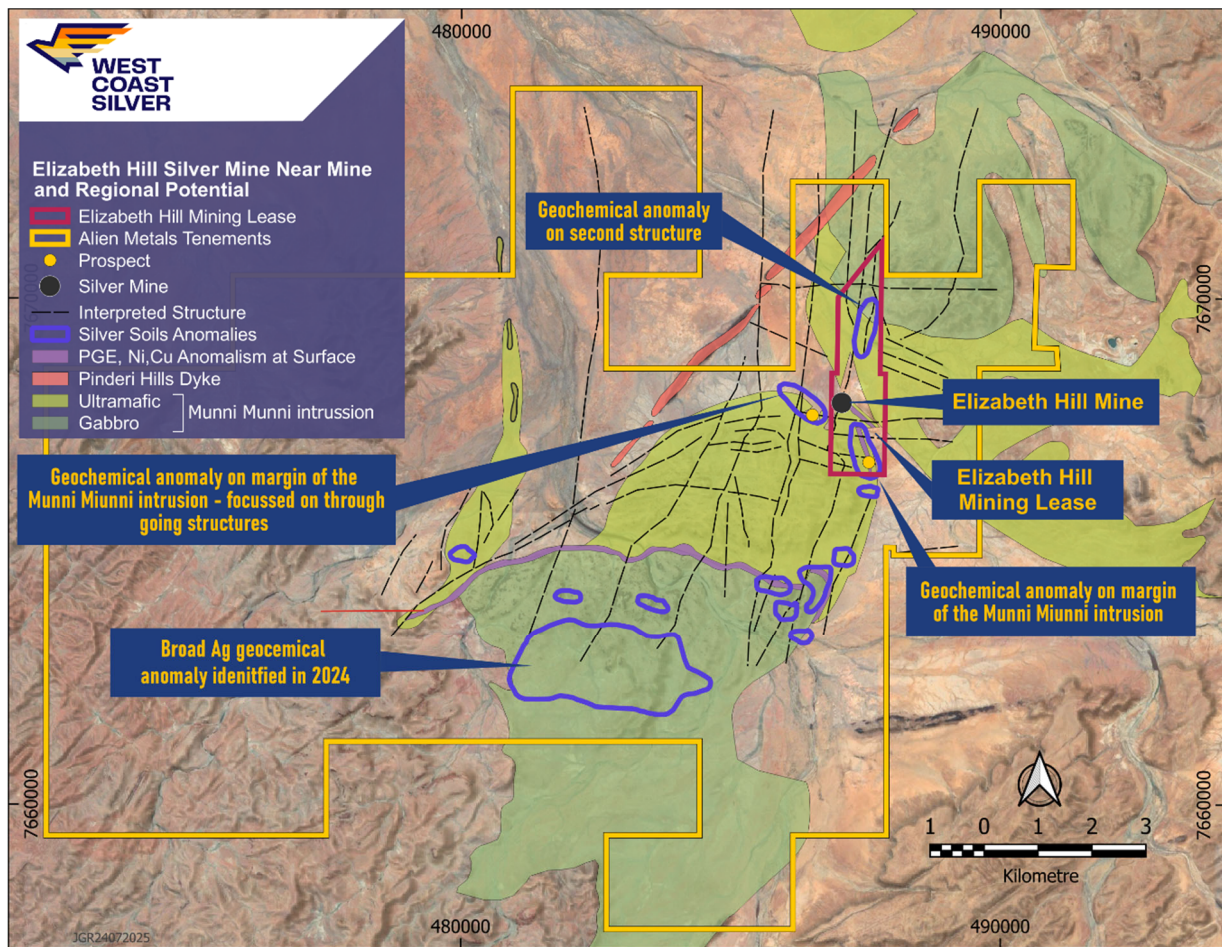 480000
490000
WEST
COAST
SILVER
Elizabeth Hill Silver Mine Near Mine
and Regional Potential
Elizabeth Hill Mining Lease
Alien Metals Tenements
Prospect
Silver Mine
Interpreted Structure
Silver Soils Anomalies
PGE, Ni,Cu Anomalism at Surface
Pinderi Hills Dyke
Ultramafic
Gabbro
Munni Munni intrussion
7670000
7670000
Geochemical anomaly
on second structure
Elizabeth Hill Mine
Elizabeth Hill
Mining Lease
Geochemical anomaly on margin of the
Munni Miunni intrusion - focussed on through
going structures
Geochemical anomaly on margin
of the Munni Miunni intrusion
Broad Ag geocemical
anomaly idenitfied in 2024
7660000
7660000
1 0 1 2 3
Kilometre
480000
490000
JGR24072025